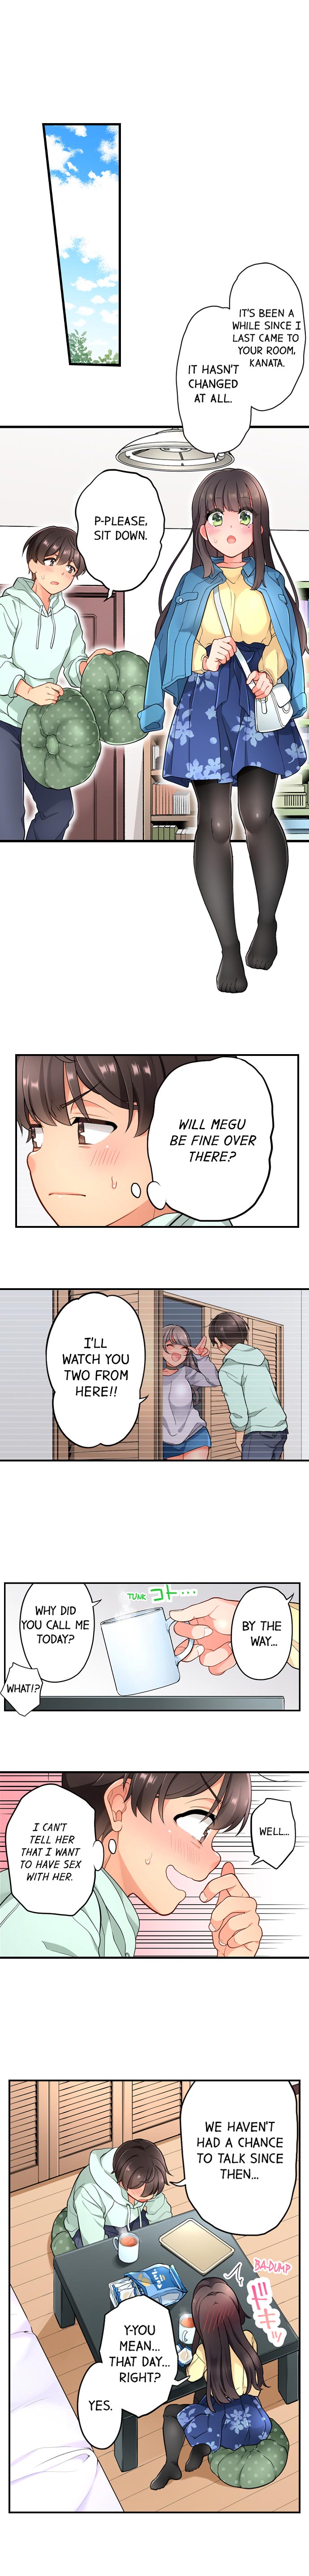 IT'S BEEN A
WHILE SINCE I
LAST CAME TO
YOUR ROOM,
KANATA.
IT HASN'T
CHANGED
AT ALL.
P-PLEASE,
SIT DOWN.
WILL MEGU
BE FINE OVER
THERE?
I'LL
WATCH YOU
TWO FROM
HERE!!
TUNK コト…
BY THE
WAY...
WHY DID
YOU CALL ME
TODAY?
WHAT!?
WELL...
I CAN'T
TELL HER
THAT I WANT
TO HAVE SEX
WITH HER.
WE HAVEN'T
HAD A CHANCE
TO TALK SINCE
THEN...
BA-DUMP
ドキッ
Y-YOU
MEAN...
THAT DAY...
RIGHT?
YES.